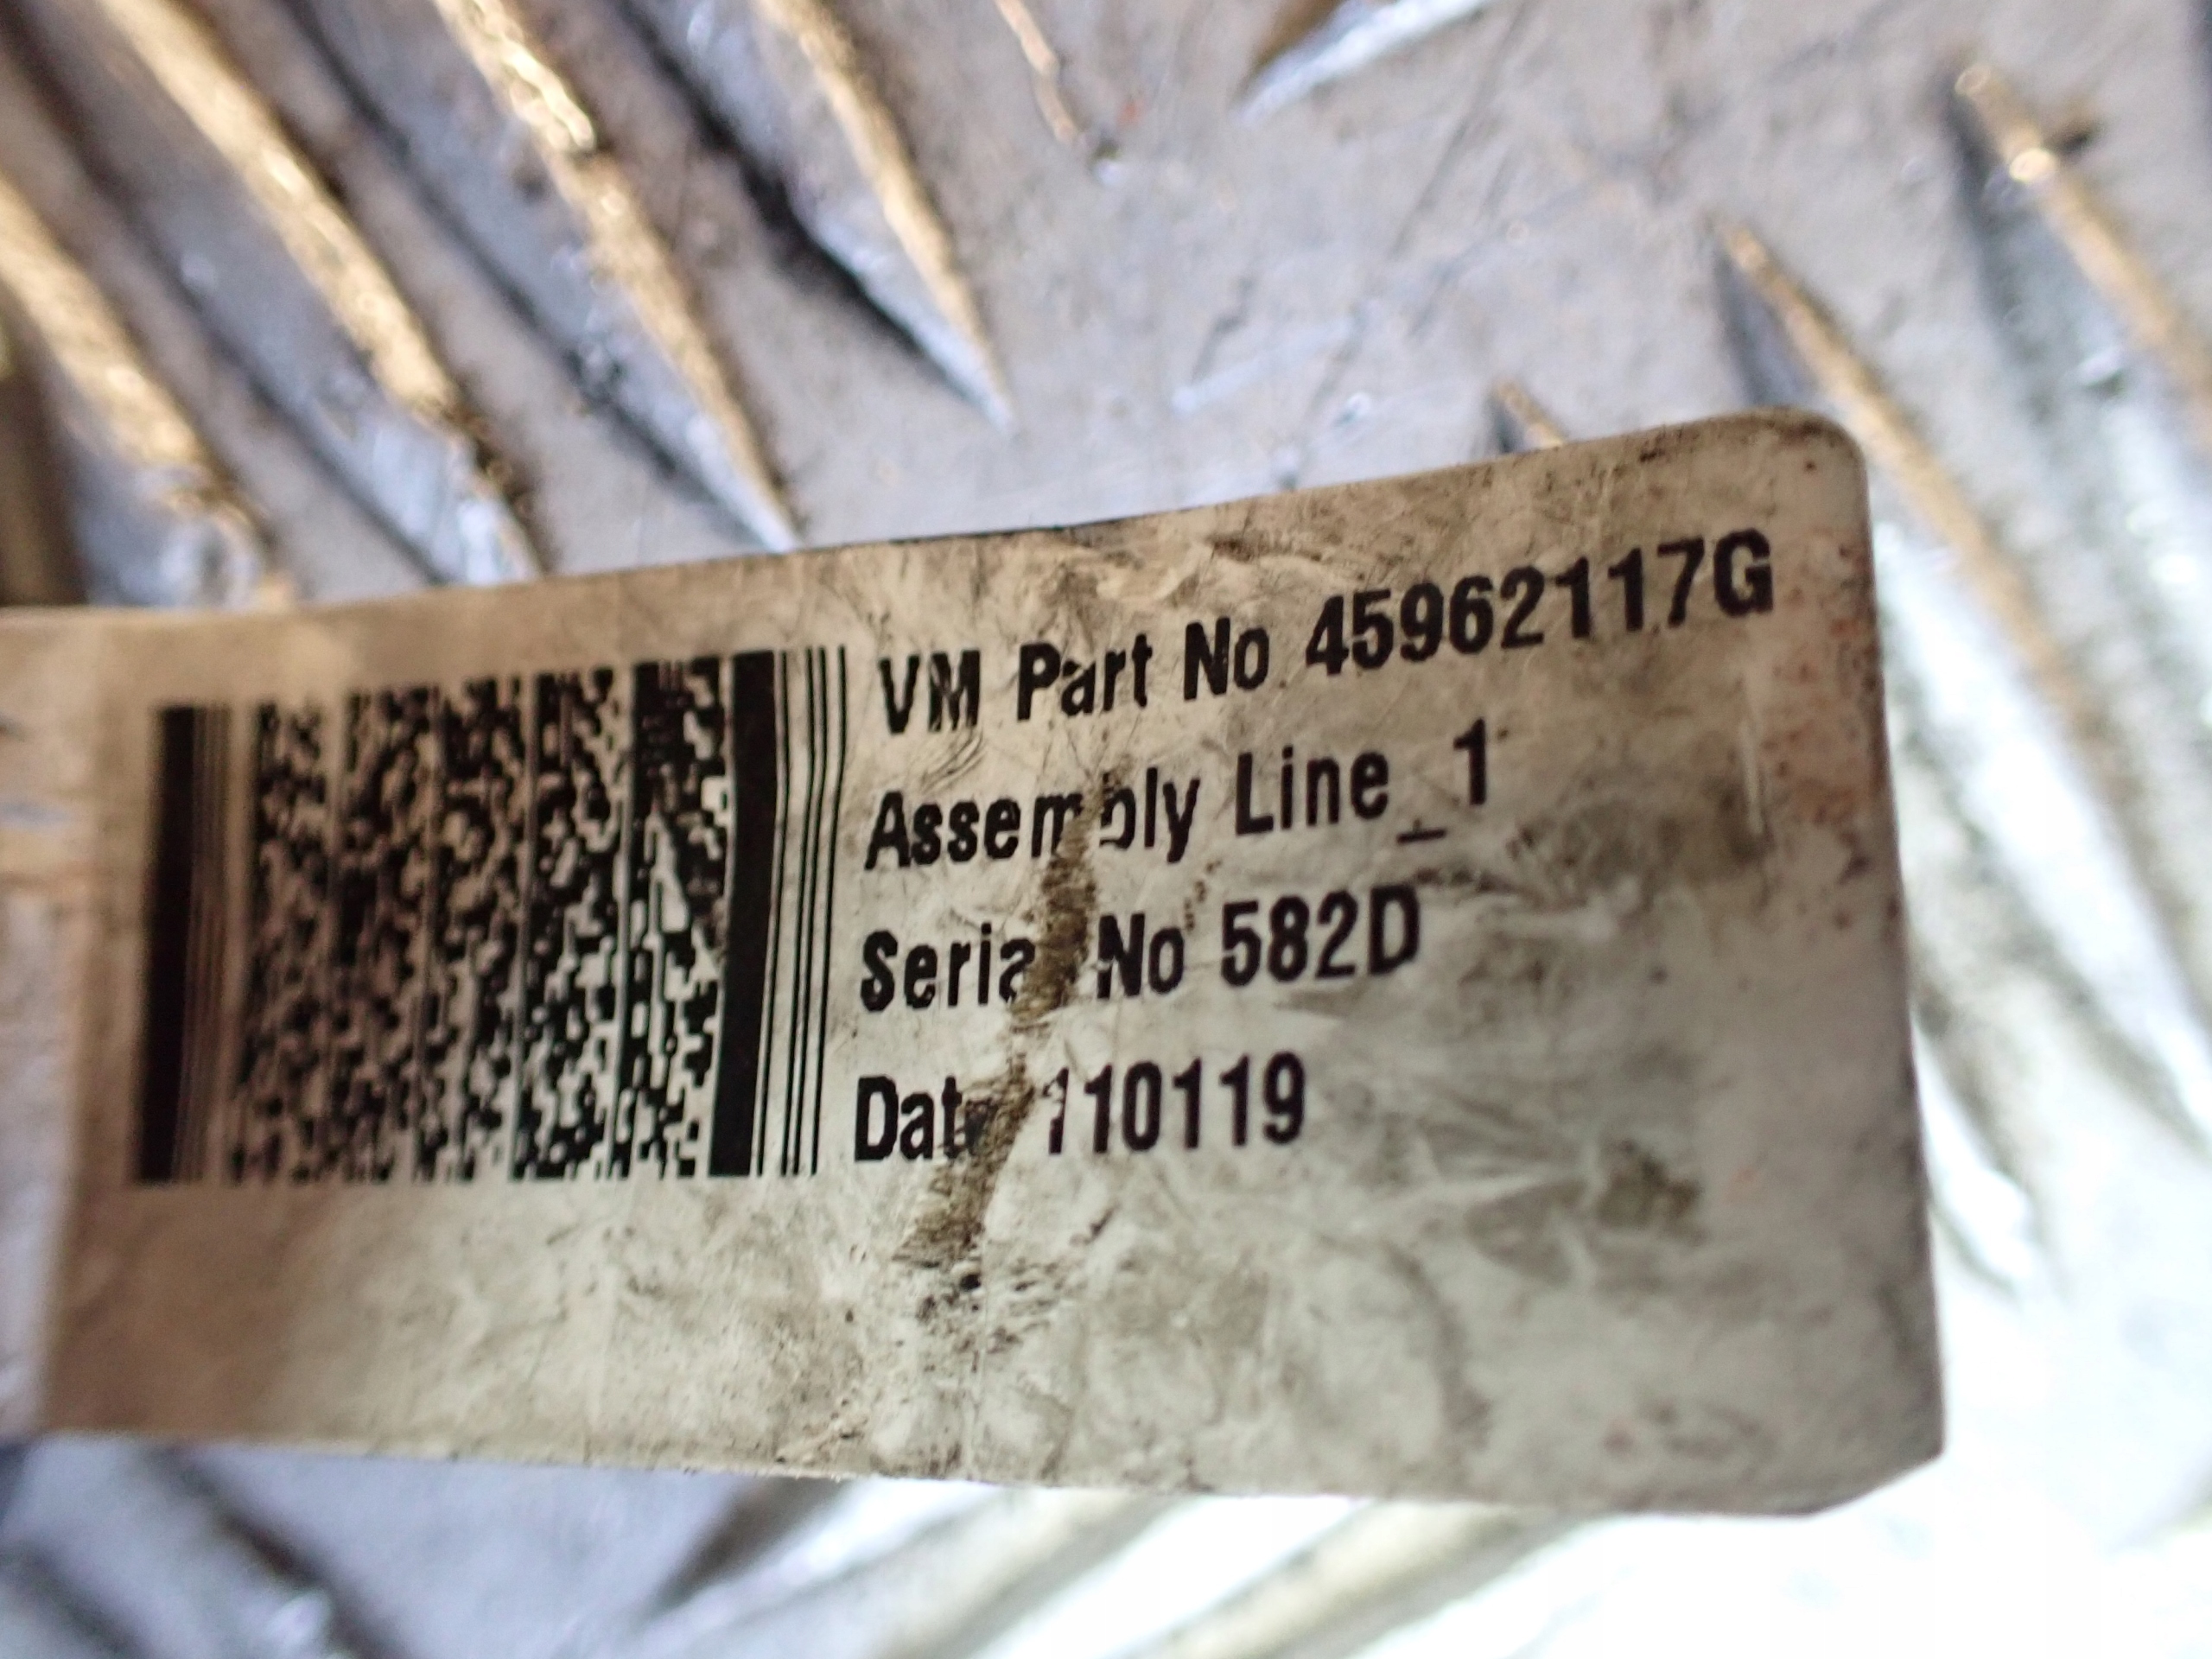 VM Part No 45962117G
Assembly Line_1
Serial No 582D
Date 110119